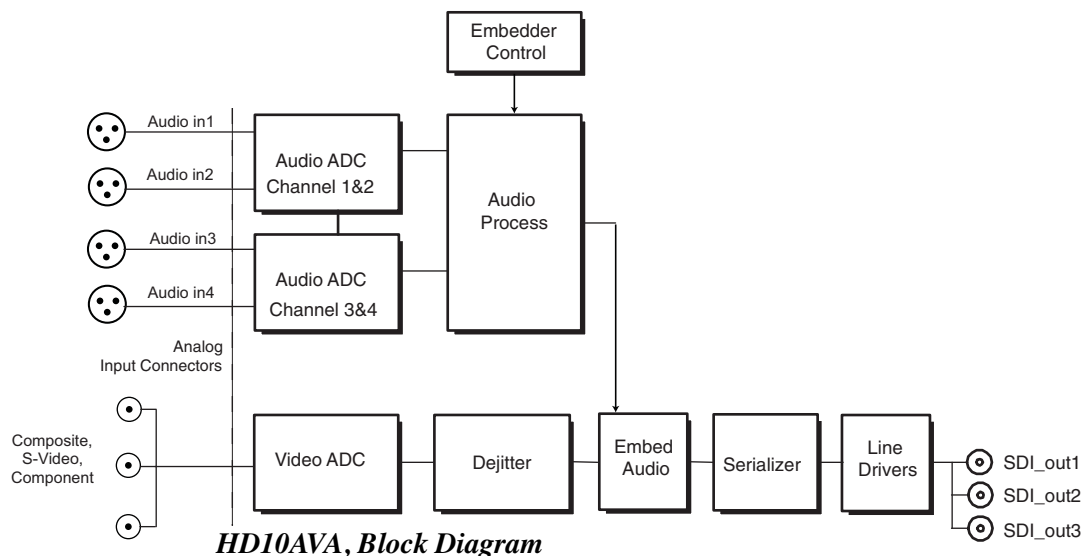 Embedder
Control
Audio in1
Audio in2
Audio in3
Audio in4
Audio ADC
Channel 1&2
Audio ADC
Channel 3&4
Audio
Process
Analog
Input Connectors
Composite,
S-Video,
Component
Video ADC
Dejitter
Embed
Audio
Serializer
Line
Drivers
SDI_out1
SDI_out2
SDI_out3
HD10AVA, Block Diagram